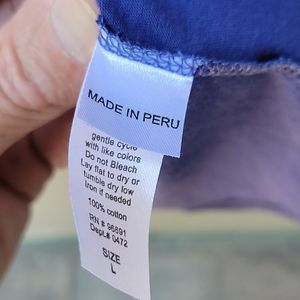 MADE IN PERU
gentle cycle
with like colors
Do not Bleach
Lay flat to dry or
tumble dry low
Iron if needed
100% cotton
RN # 96691
Dept.# 0472
SIZE
L